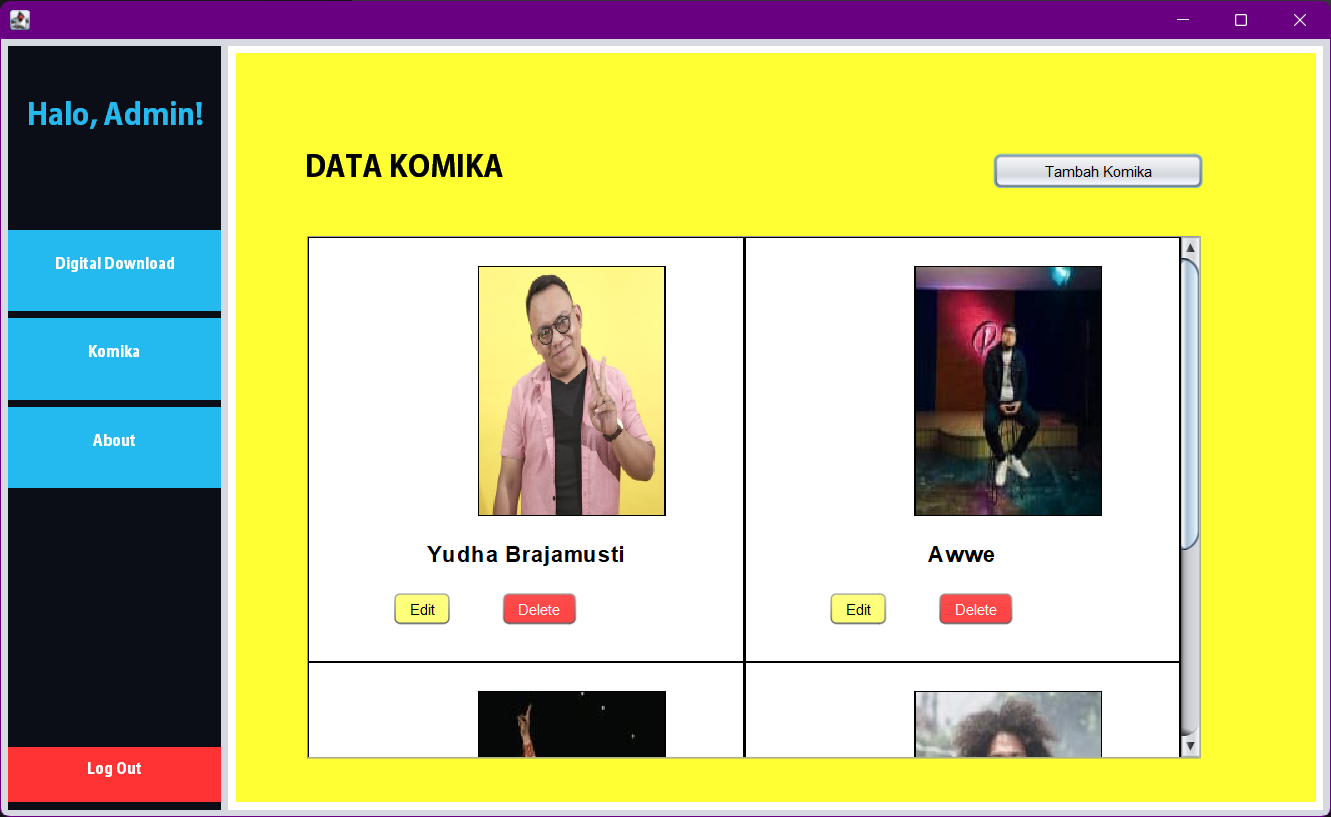 Halo, Admin!
Digital Download
Komika
About
Log Out
DATA KOMIKA
Tambah Komika
Yudha Brajamusti
Edit
Delete
Awwe
Edit
Delete